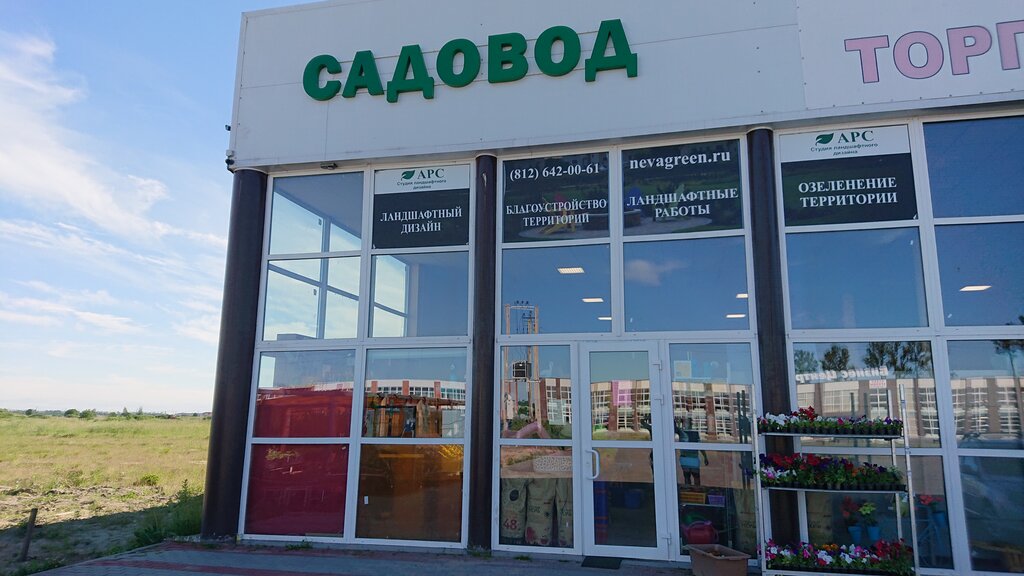 САДОВОД
ТОРГ
АРС
Студия ландшафтного
дизайна
ЛАНДШАФТНЫЙ
ДИЗАЙН
(812) 642-00-61
БЛАГОУСТРОЙСТВО
ТЕРРИТОРИИ
nevagreen.ru
ЛАНДШАФТНЫЕ
РАБОТЫ
АРС
Студия ландшафтного
дизайна
ОЗЕЛЕНЕНИЕ
ТЕРРИТОРИИ
48